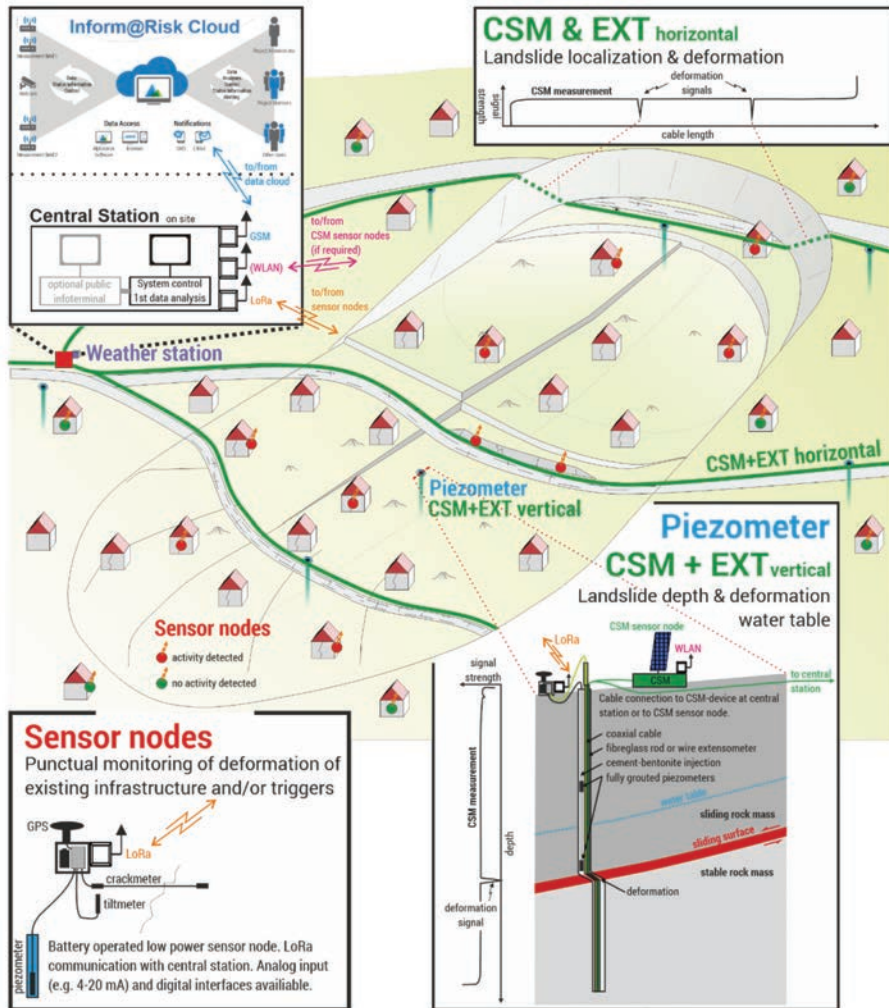 Inform@Risk Cloud
Data Access
Notifications
to/from
data cloud
Central Station on site
GSM
(WLAN)
LoRa
optional public
infoterminal
System control
1st data analysis
to/from
CSM sensor nodes
(if required)
to/from
sensor nodes
CSM & EXT horizontal
Landslide localization & deformation
deformation
signals
CSM measurement
signal
strength
cable length
Weather station
CSM+EXT horizontal
Piezometer
CSM+EXT vertical
Sensor nodes
activity detected
no activity detected
Sensor nodes
Punctual monitoring of deformation of
existing infrastructure and/or triggers
GPS
LoRa
crackmeter
tiltmeter
piezometer
Battery operated low power sensor node. LoRa
communication with central station. Analog input
(e.g. 4-20 mA) and digital interfaces available.
Piezometer
CSM + EXT vertical
Landslide depth & deformation
water table
CSM sensor node
LoRa
WLAN
signal
strength
CSM
to central
station
Cable connection to CSM-device at central
station or to CSM sensor node.
coaxial cable
fibreglass rod or wire extensometer
cement-bentonite injection
fully grouted piezometers
CSM measurement
depth
water table
sliding rock mass
sliding surface
stable rock mass
deformation
deformation
signal